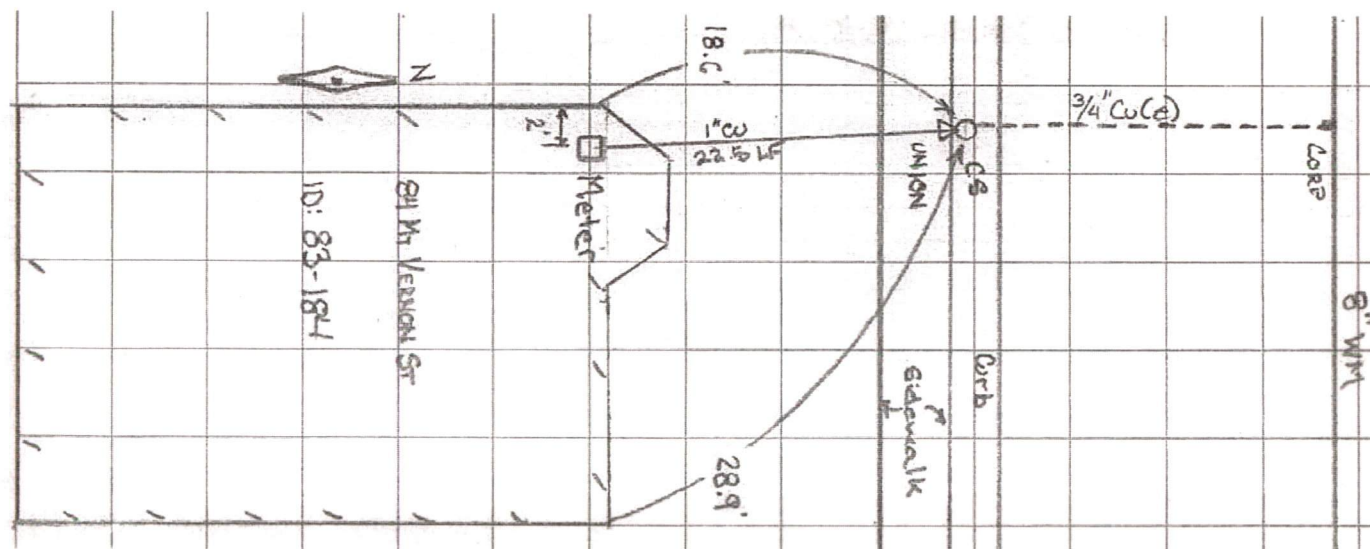 N
18.6'
2'
1" CU
22.5 LF
3/4" Cu(e)
UNION
CS
CORP
Meter
84 MT VERNON ST
ID: 83-184
8" WM
Curb
Sidewalk
28.9'